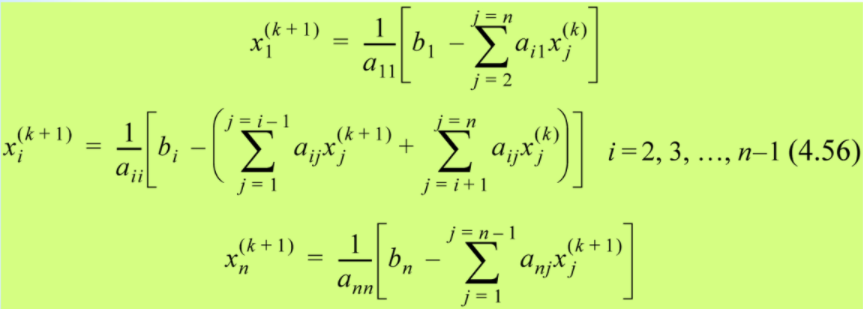 x_1^{(k+1)} = \frac{1}{a_{11}} \left[ b_1 - \sum_{j=2}^{j=n} a_{i1} x_j^{(k)} \right]
x_i^{(k+1)} = \frac{1}{a_{ii}} \left[ b_i - \left( \sum_{j=1}^{j=i-1} a_{ij} x_j^{(k+1)} + \sum_{j=i+1}^{j=n} a_{ij} x_j^{(k)} \right) \right] i=2, 3, ..., n–1 (4.56)
x_n^{(k+1)} = \frac{1}{a_{nn}} \left[ b_n - \sum_{j=1}^{j=n-1} a_{nj} x_j^{(k+1)} \right]